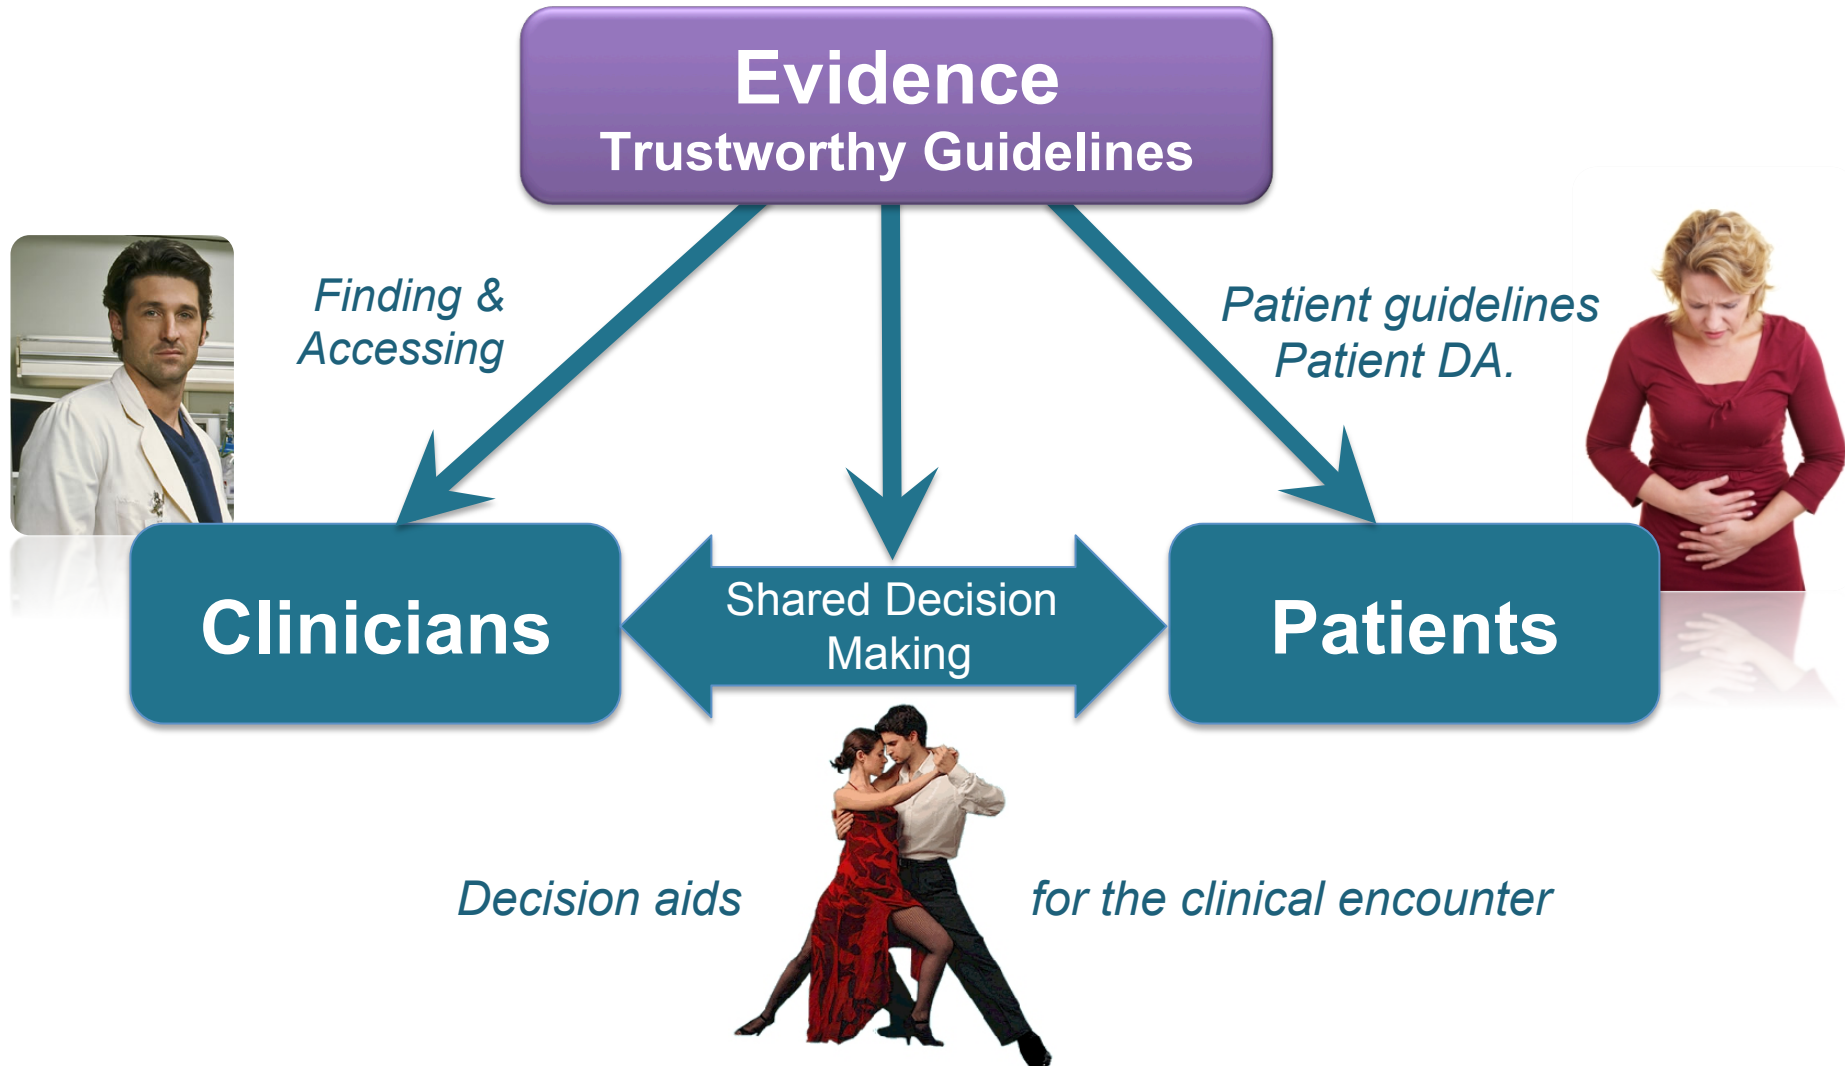 Evidence
Trustworthy Guidelines
Finding &
Accessing
Patient guidelines
Patient DA.
Clinicians
Shared Decision
Making
Patients
Decision aids
for the clinical encounter